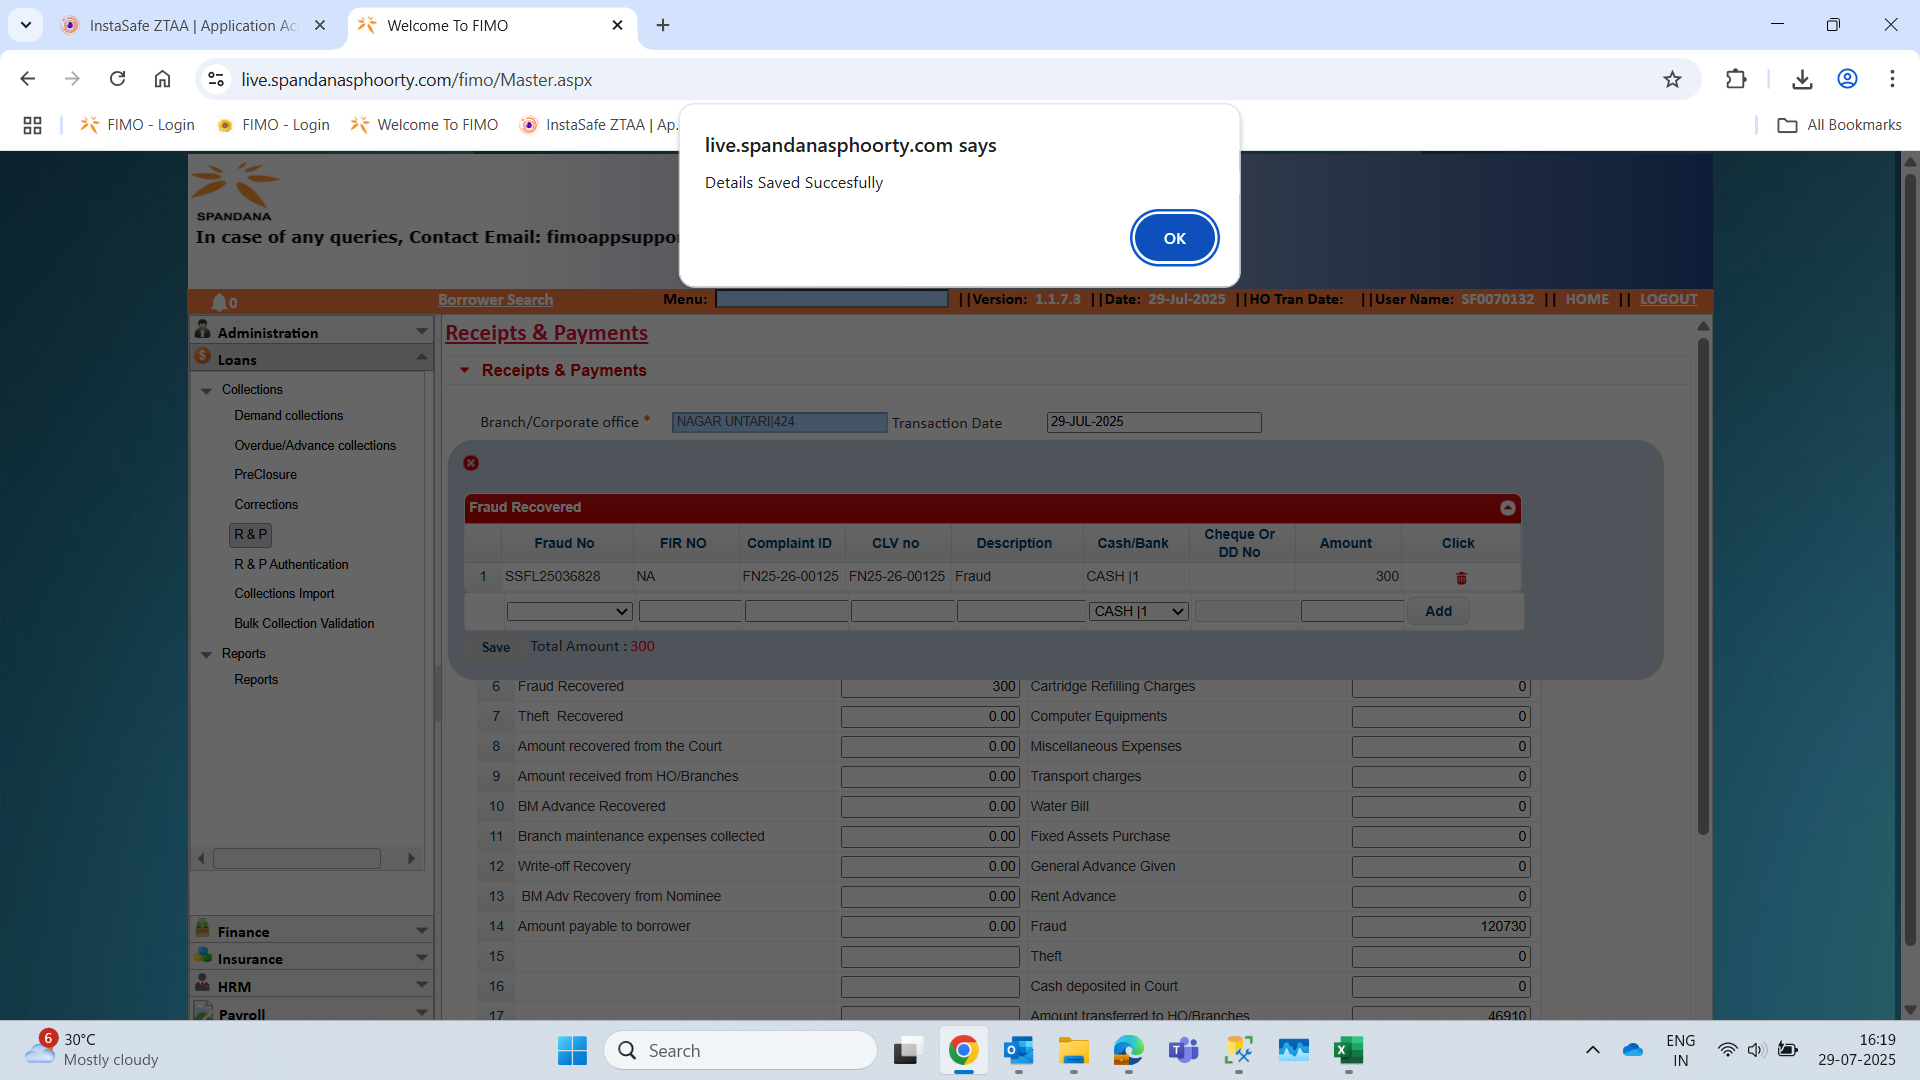 InstaSafe ZTAA | Application Ac
Welcome To FIMO
live.spandanasphoorty.com/fimo/Master.aspx
FIMO - Login
FIMO - Login
Welcome To FIMO
InstaSafe ZTAA | Ap.
All Bookmarks
live.spandanasphoorty.com says
Details Saved Succesfully
OK
SPANDANA
In case of any queries, Contact Email: fimoappsuppo
0
Borrower Search
Menu:
||Version: 1.1.7.3 ||Date: 29-Jul-2025 ||HO Tran Date: ||User Name: SF0070132 || HOME || LOGOUT
Administration
Loans
Collections
Demand collections
Overdue/Advance collections
PreClosure
Corrections
R & P
R & P Authentication
Collections Import
Bulk Collection Validation
Reports
Reports
Finance
Insurance
HRM
Payroll
Receipts & Payments
Receipts & Payments
Branch/Corporate office * NAGAR UNTARI|424 Transaction Date 29-JUL-2025
Fraud Recovered
Fraud No FIR NO Complaint ID CLV no Description Cash/Bank Cheque Or DD No Amount Click
1 SSFL25036828 NA FN25-26-00125 FN25-26-00125 Fraud CASH |1 300
CASH |1 Add
Save Total Amount : 300
6 Fraud Recovered 300 Cartridge Refilling Charges 0
7 Theft Recovered 0.00 Computer Equipments 0
8 Amount recovered from the Court 0.00 Miscellaneous Expenses 0
9 Amount received from HO/Branches 0.00 Transport charges 0
10 BM Advance Recovered 0.00 Water Bill 0
11 Branch maintenance expenses collected 0.00 Fixed Assets Purchase 0
12 Write-off Recovery 0.00 General Advance Given 0
13 BM Adv Recovery from Nominee 0.00 Rent Advance 0
14 Amount payable to borrower 0.00 Fraud 120730
15 Theft 0
16 Cash deposited in Court 0
17 Amount transferred to HO/Branches 46910
6
30°C
Mostly cloudy
Search
ENG
IN
16:19
29-07-2025